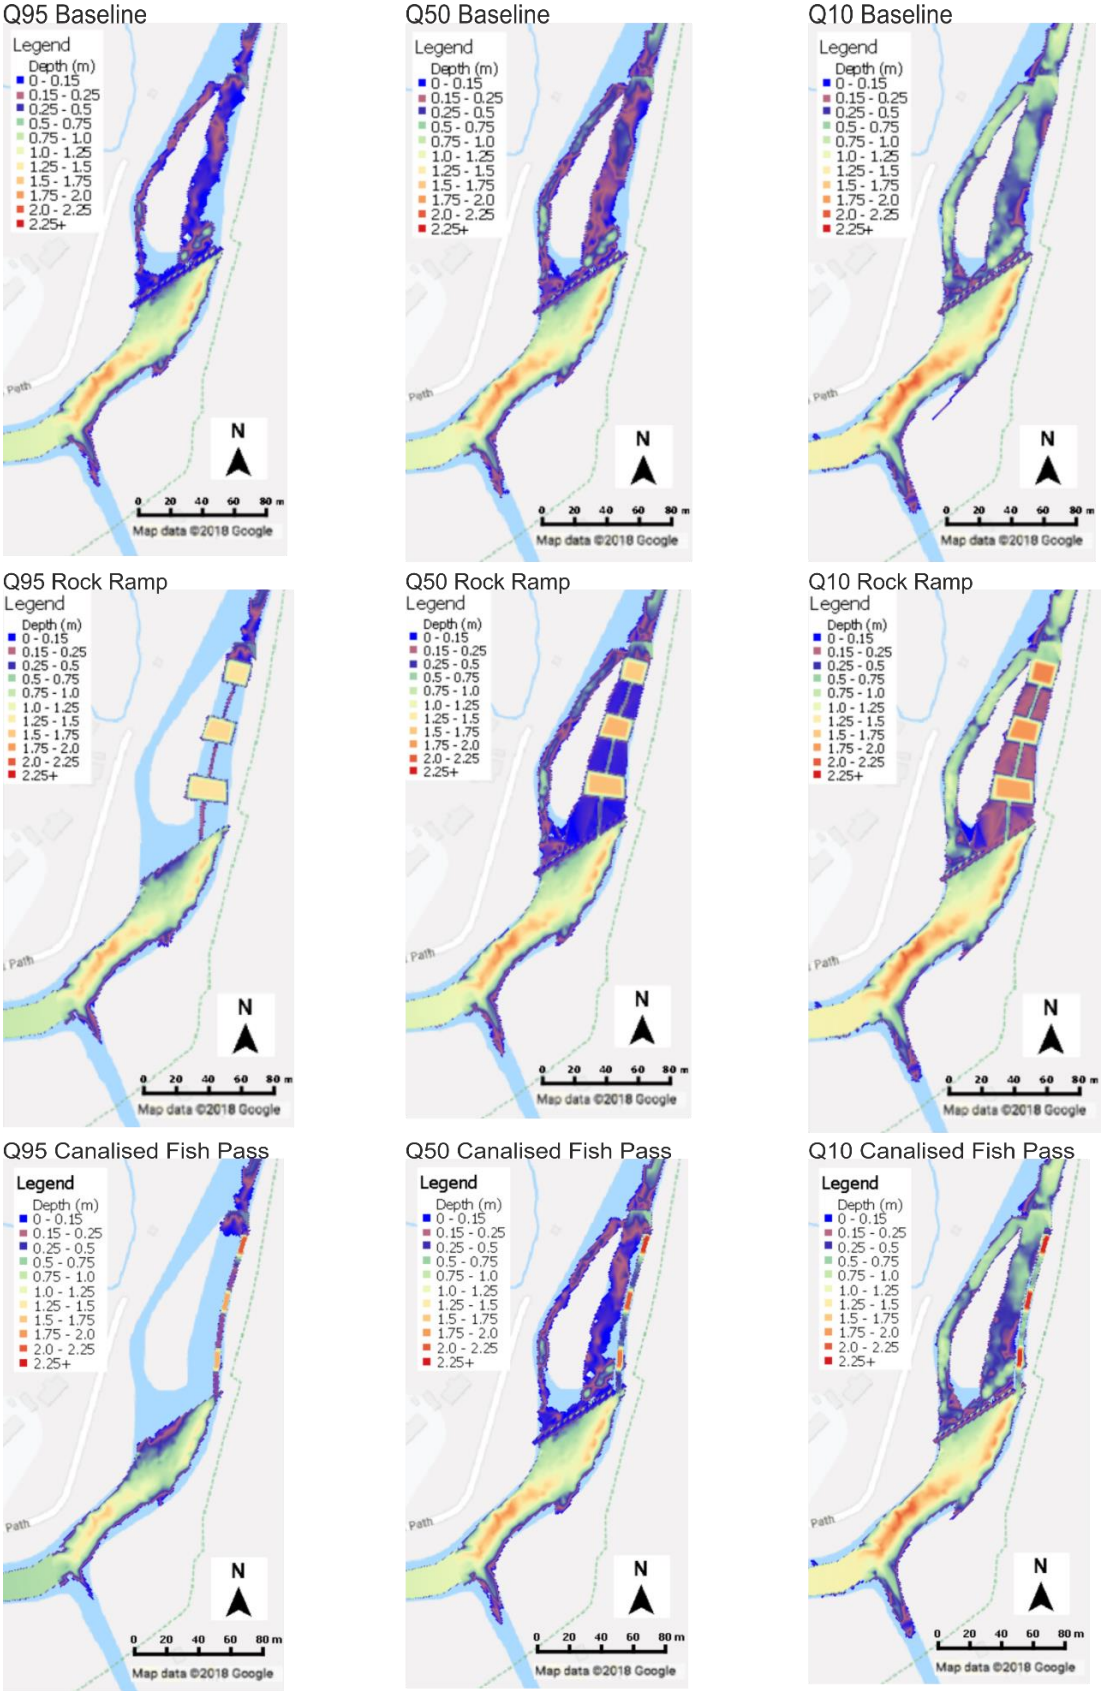 Q95 Baseline
Legend
Depth (m)
0 - 0.15
0.15 - 0.25
0.25 - 0.5
0.5 - 0.75
0.75 - 1.0
1.0 - 1.25
1.25 - 1.5
1.5 - 1.75
1.75 - 2.0
2.0 - 2.25
2.25+
Path
N
0 20 40 60 80 m
Map data ©2018 Google
Q50 Baseline
Legend
Depth (m)
0 - 0.15
0.15 - 0.25
0.25 - 0.5
0.5 - 0.75
0.75 - 1.0
1.0 - 1.25
1.25 - 1.5
1.5 - 1.75
1.75 - 2.0
2.0 - 2.25
2.25+
Path
N
0 20 40 60 80 m
Map data ©2018 Google
Q10 Baseline
Legend
Depth (m)
0 - 0.15
0.15 - 0.25
0.25 - 0.5
0.5 - 0.75
0.75 - 1.0
1.0 - 1.25
1.25 - 1.5
1.5 - 1.75
1.75 - 2.0
2.0 - 2.25
2.25+
Path
N
0 20 40 60 80 m
Map data ©2018 Google
Q95 Rock Ramp
Legend
Depth (m)
0 - 0.15
0.15 - 0.25
0.25 - 0.5
0.5 - 0.75
0.75 - 1.0
1.0 - 1.25
1.25 - 1.5
1.5 - 1.75
1.75 - 2.0
2.0 - 2.25
2.25+
Path
N
0 20 40 60 80 m
Map data ©2018 Google
Q50 Rock Ramp
Legend
Depth (m)
0 - 0.15
0.15 - 0.25
0.25 - 0.5
0.5 - 0.75
0.75 - 1.0
1.0 - 1.25
1.25 - 1.5
1.5 - 1.75
1.75 - 2.0
2.0 - 2.25
2.25+
Path
N
0 20 40 60 80 m
Map data ©2018 Google
Q10 Rock Ramp
Legend
Depth (m)
0 - 0.15
0.15 - 0.25
0.25 - 0.5
0.5 - 0.75
0.75 - 1.0
1.0 - 1.25
1.25 - 1.5
1.5 - 1.75
1.75 - 2.0
2.0 - 2.25
2.25+
Path
N
0 20 40 60 80 m
Map data ©2018 Google
Q95 Canalised Fish Pass
Legend
Depth (m)
0 - 0.15
0.15 - 0.25
0.25 - 0.5
0.5 - 0.75
0.75 - 1.0
1.0 - 1.25
1.25 - 1.5
1.5 - 1.75
1.75 - 2.0
2.0 - 2.25
2.25+
Path
N
0 20 40 60 80 m
Map data ©2018 Google
Q50 Canalised Fish Pass
Legend
Depth (m)
0 - 0.15
0.15 - 0.25
0.25 - 0.5
0.5 - 0.75
0.75 - 1.0
1.0 - 1.25
1.25 - 1.5
1.5 - 1.75
1.75 - 2.0
2.0 - 2.25
2.25+
Path
N
0 20 40 60 80 m
Map data ©2018 Google
Q10 Canalised Fish Pass
Legend
Depth (m)
0 - 0.15
0.15 - 0.25
0.25 - 0.5
0.5 - 0.75
0.75 - 1.0
1.0 - 1.25
1.25 - 1.5
1.5 - 1.75
1.75 - 2.0
2.0 - 2.25
2.25+
Path
N
0 20 40 60 80 m
Map data ©2018 Google